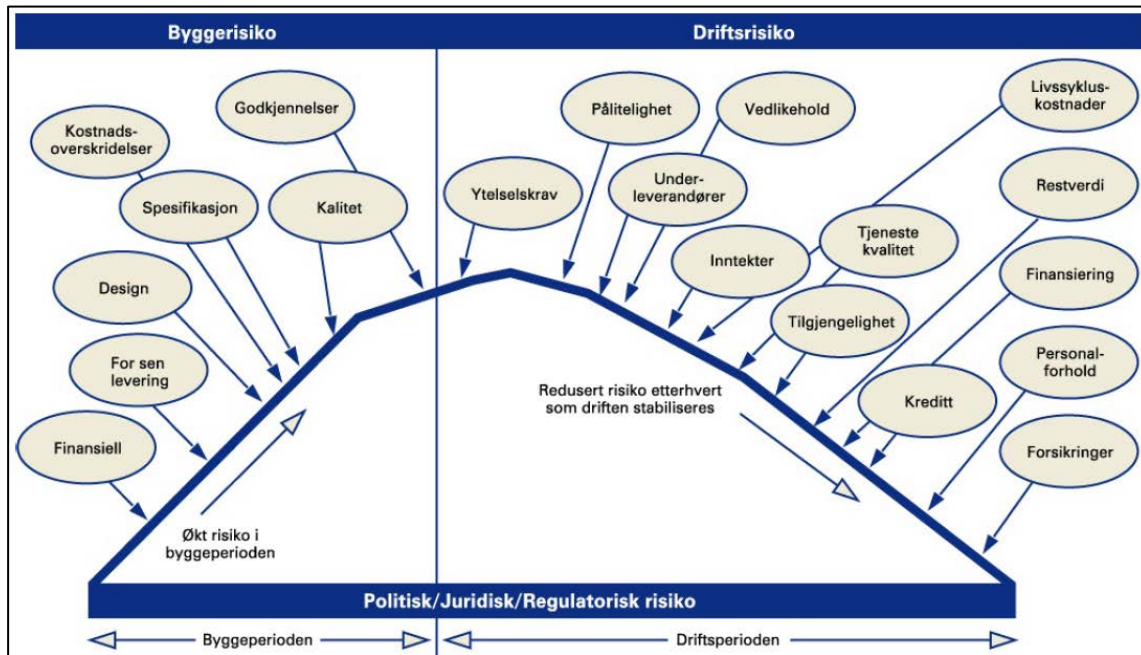 Byggerisiko
Driftsrisiko
Godkjennelser
Kostnads-
overskridelser
Spesifikasjon
Kalitet
Design
For sen
levering
Finansiell
Økt risiko i
byggeperioden
Pålitelighet
Vedlikehold
Livssyklus-
kostnader
Ytelselskrav
Under-
leverandører
Restverdi
Inntekter
Tjeneste
kvalitet
Finansiering
Tilgjengelighet
Personal-
forhold
Redusert risiko etterhvert
som driften stabiliseres
Kreditt
Forsikringer
Politisk/Juridisk/Regulatorisk risiko
Byggeperioden
Driftsperioden